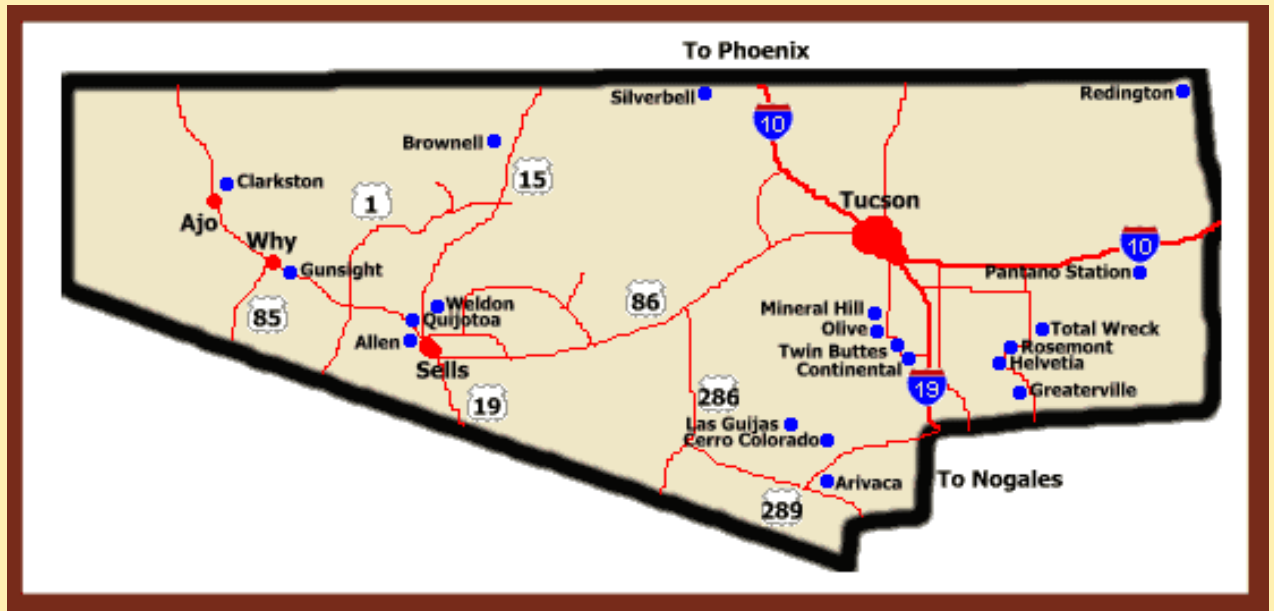 To Phoenix
Silverbell
Redington
10
Brownell
15
Clarkston
1
Tucson
Ajo
Why
10
Gunsight
Pantano Station
86
Weldon
85
Mineral Hill
Quijotoa
Olive
Total Wreck
Allen
Twin Buttes
Rosemont
Sells
Continental
Helvetia
19
19
286
Greaterville
Las Guijas
Cerro Colorado
To Nogales
Arivaca
289